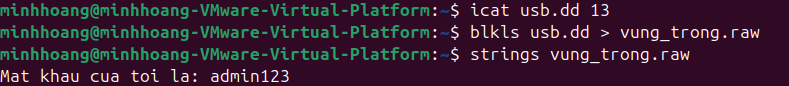 minhhoang@minhhoang-VMware-Virtual-Platform:~$ icat usb.dd 13
minhhoang@minhhoang-VMware-Virtual-Platform:~$ blkls usb.dd > vung_trong.raw
minhhoang@minhhoang-VMware-Virtual-Platform:~$ strings vung_trong.raw
Mat khau cua toi la: admin123